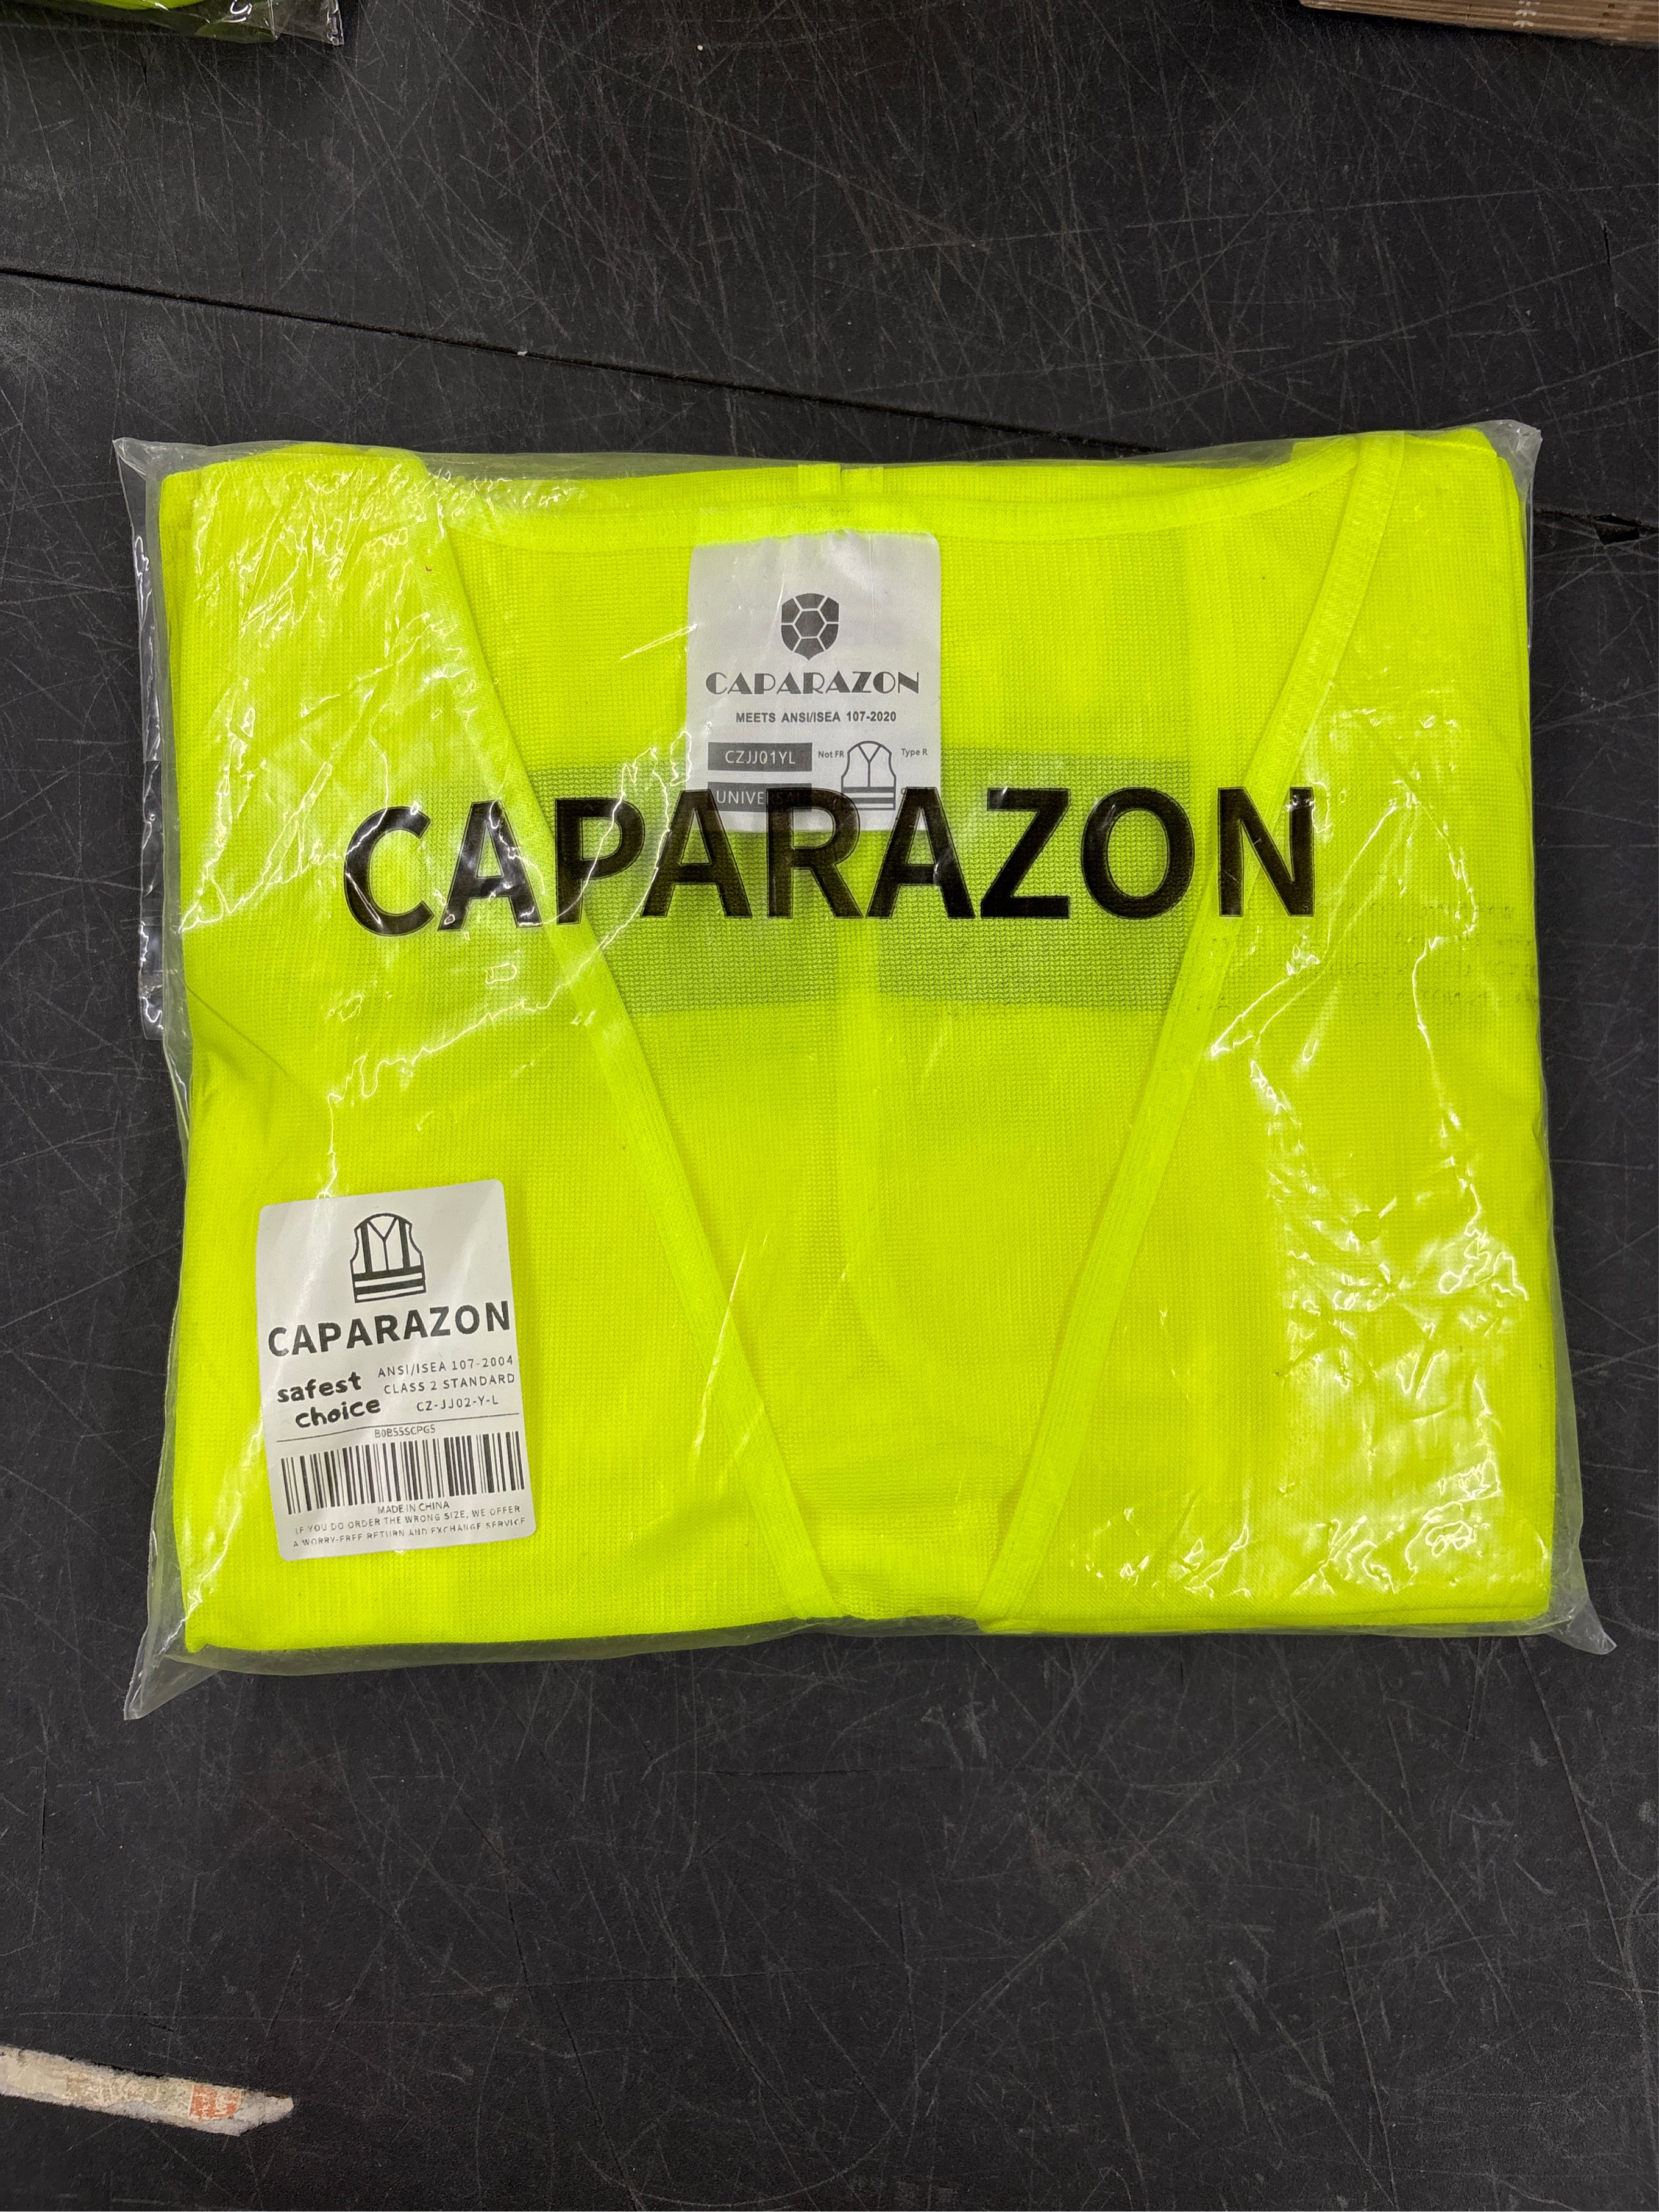 CAPARAZON
MEETS ANSI/ISEA 107-2020
CZJJ01YL
Not FR
Type R
CAPARAZON
CAPARAZON
safest
choice
ANSI/ISEA 107-2004
CLASS 2 STANDARD
CZ-JJ02-Y-L
B0B55SCPG5
MADE IN CHINA
IF YOU DO ORDER THE WRONG SIZE, WE OFFER
A WORRY-FREE RETURN AND EXCHANGE SERVICE